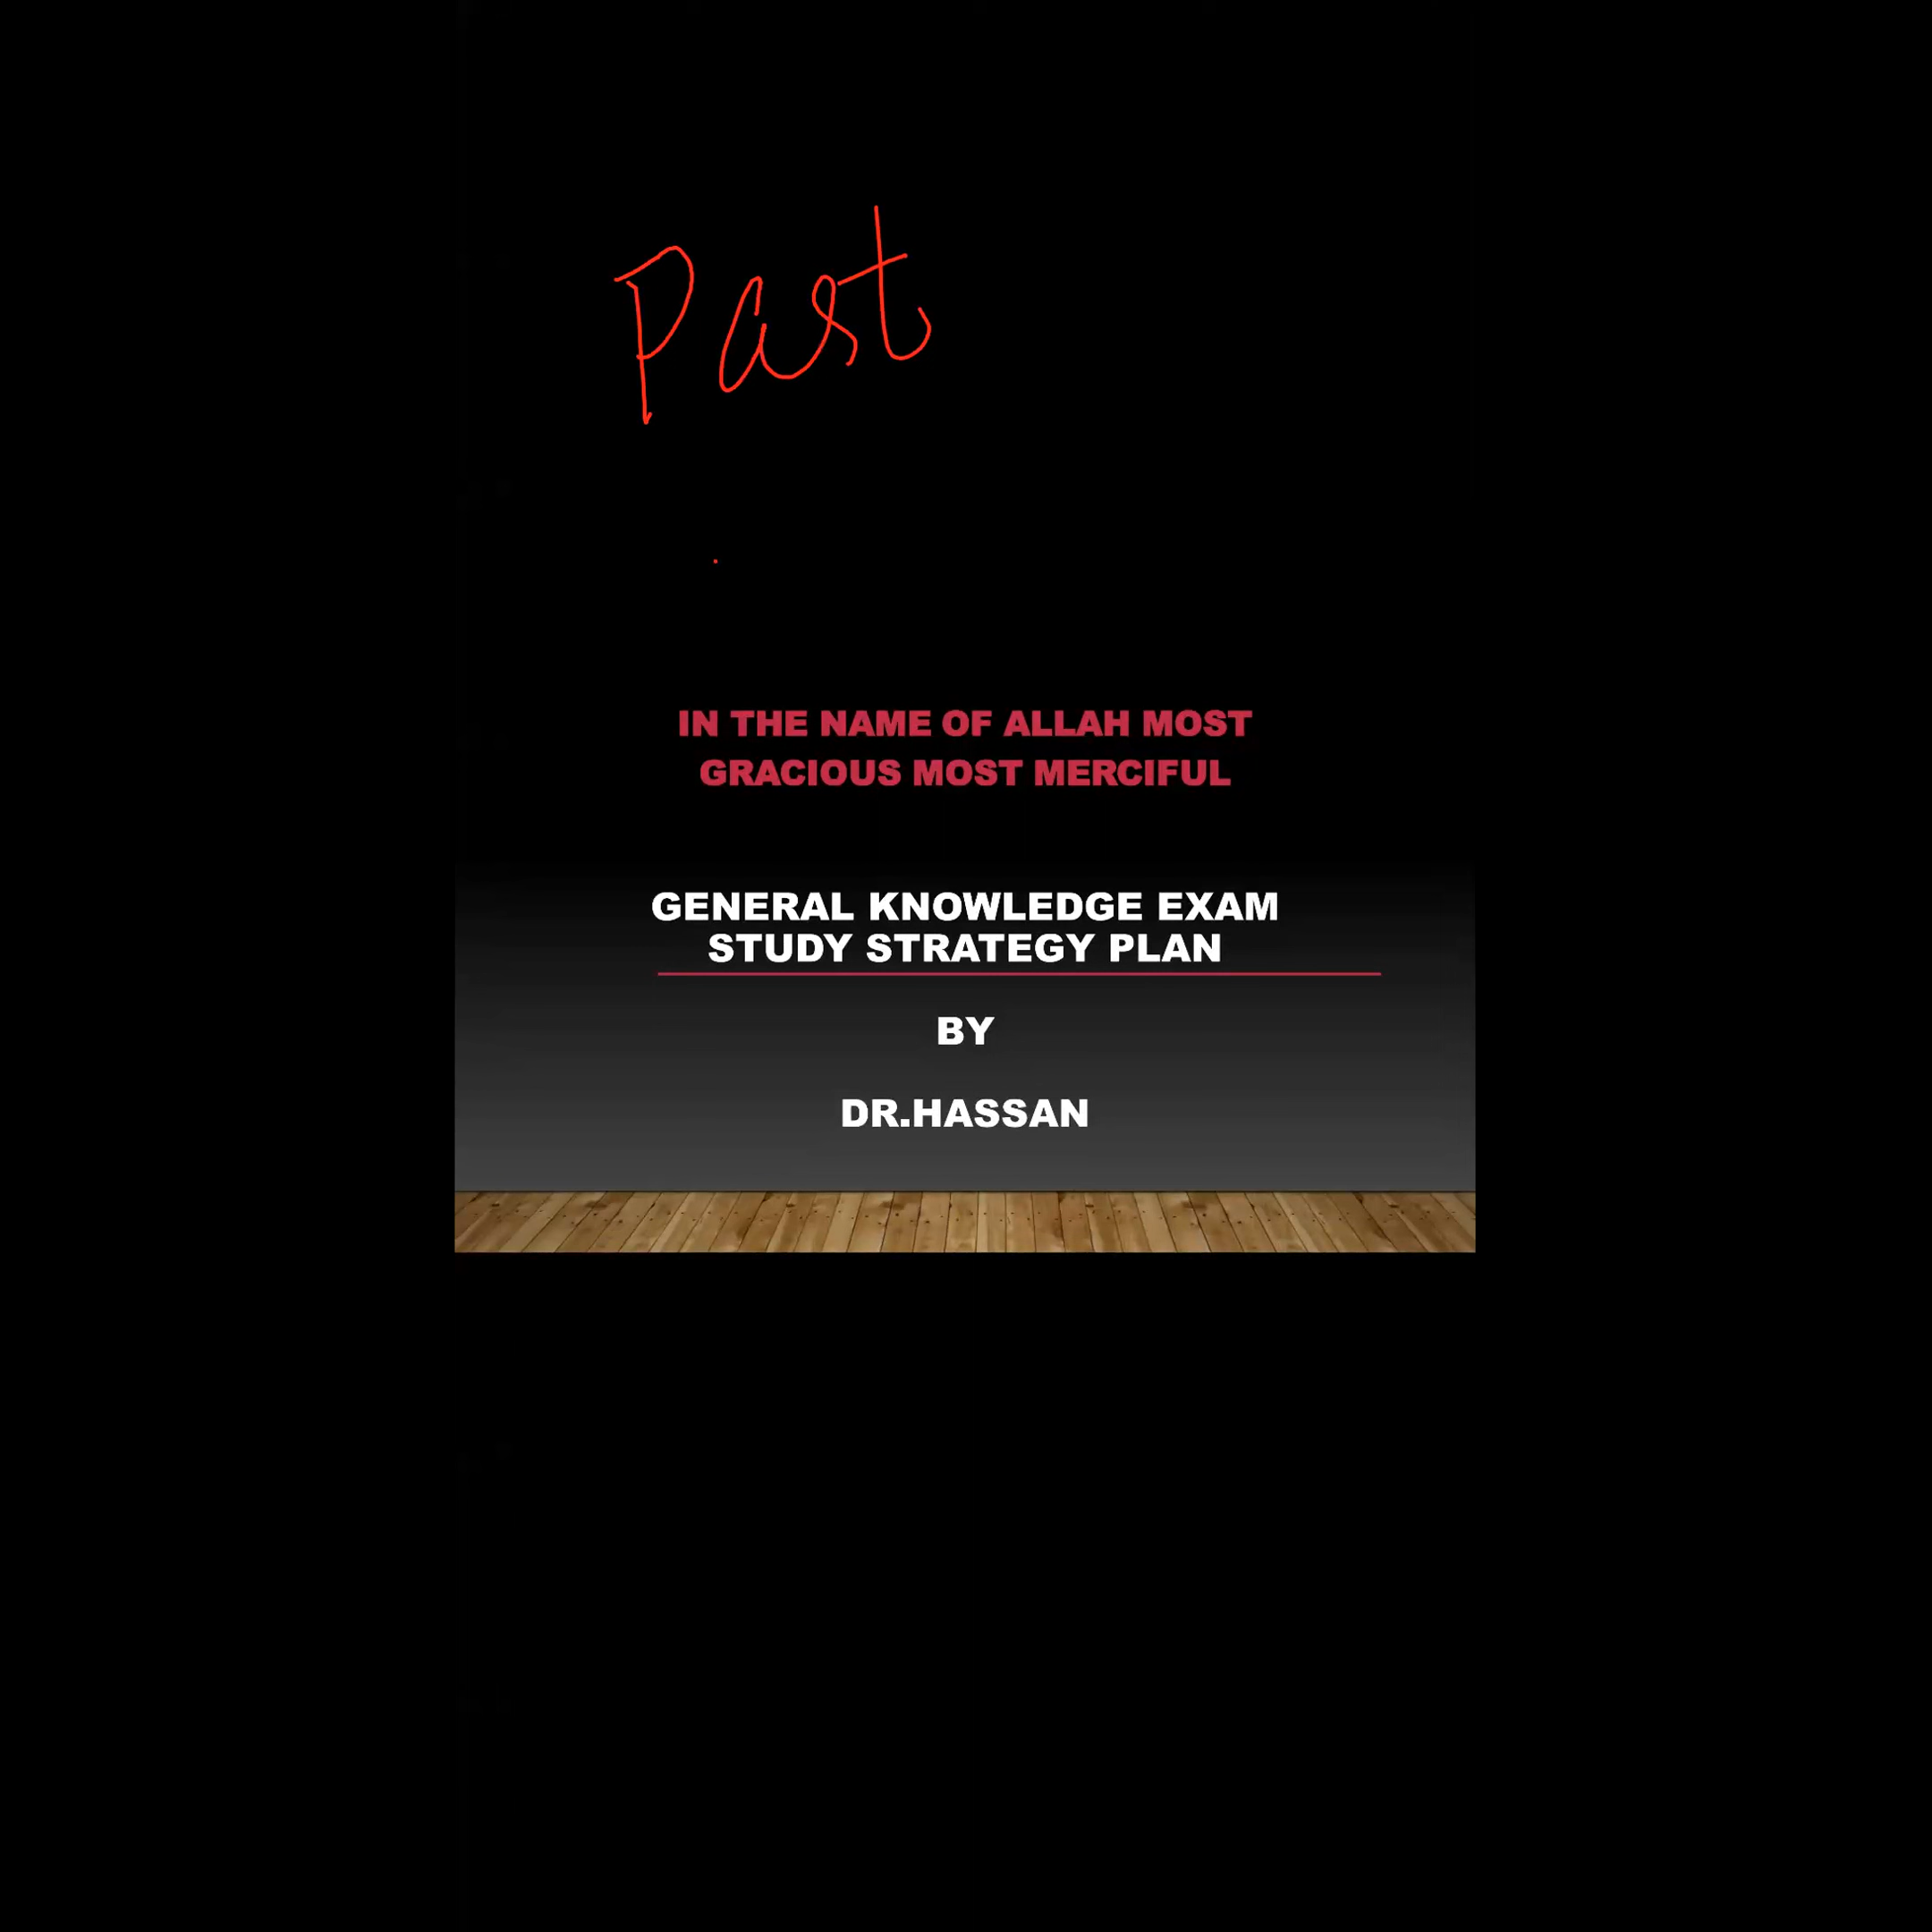 Past
IN THE NAME OF ALLAH MOST
GRACIOUS MOST MERCIFUL
GENERAL KNOWLEDGE EXAM
STUDY STRATEGY PLAN
BY
DR.HASSAN